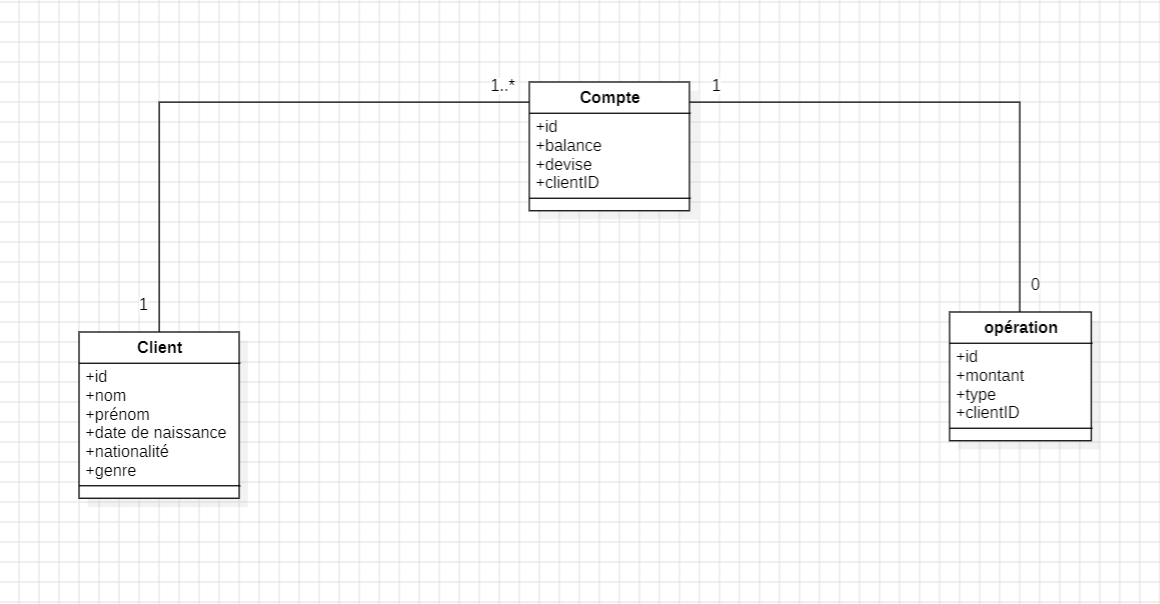 1..*
1
Compte
+id
+balance
+devise
+clientID
1
0
Client
+id
+nom
+prénom
+date de naissance
+nationalité
+genre
opération
+id
+montant
+type
+clientID